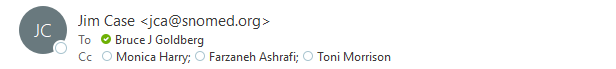 JC
Jim Case <jca@snomed.org>
To Bruce J Goldberg
Cc Monica Harry; Farzaneh Ashrafi; Toni Morrison